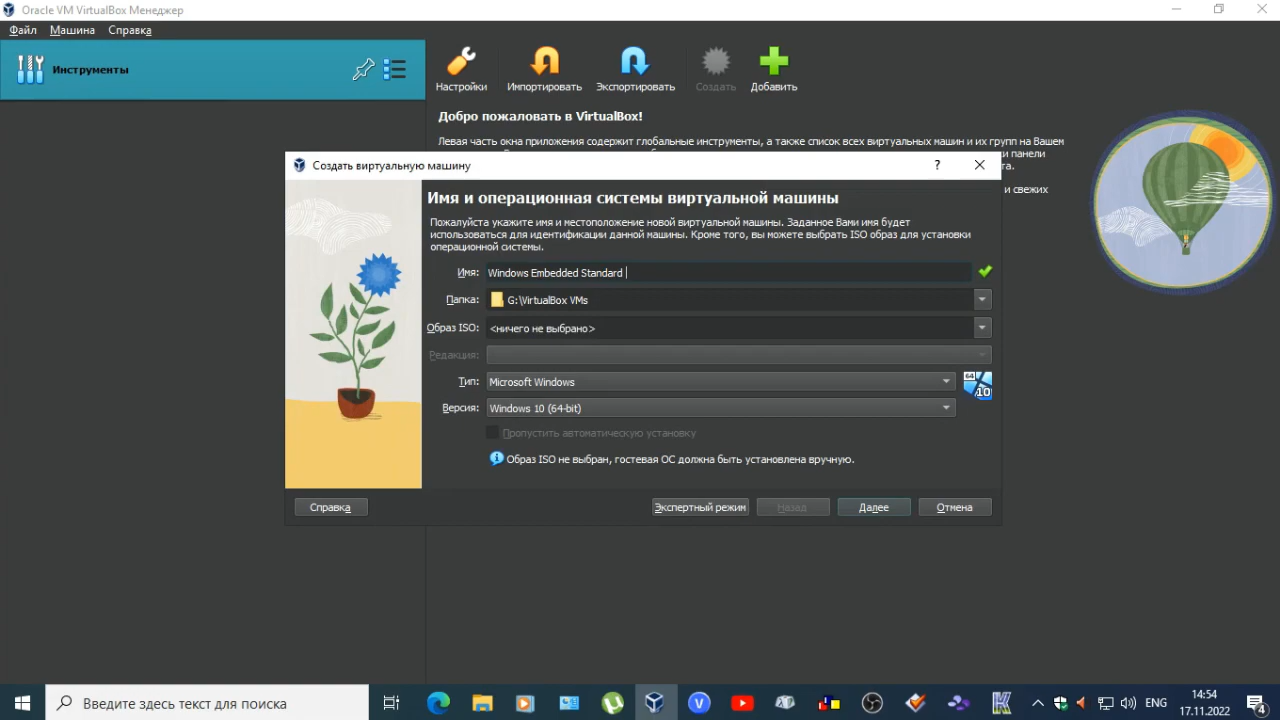 Oracle VM VirtualBox Менеджер
Файл Машина Справка
Инструменты
Настройки Импортировать Экспортировать Создать Добавить
Добро пожаловать в VirtualBox!
Левая часть окна приложения содержит глобальные инструменты, а также список всех виртуальных машин и их групп на Вашем
и панели
та.
и свежих
Создать виртуальную машину
?
Имя и операционная системы виртуальной машины
Пожалуйста укажите имя и местоположение новой виртуальной машины. Заданное Вами имя будет
использоваться для идентификации данной машины. Кроме того, вы можете выбрать ISO образ для установки
операционной системы.
Имя: Windows Embedded Standard
Папка: G:\VirtualBox VMs
Образ ISO: <ничего не выбрано>
Редакция:
Тип: Microsoft Windows
64
10
Версия: Windows 10 (64-bit)
Пропустить автоматическую установку
Образ ISO не выбран, гостевая ОС должна быть установлена вручную.
Справка Экспертный режим Назад Далее Отмена
Введите здесь текст для поиска
ENG
14:54
17.11.2022
4